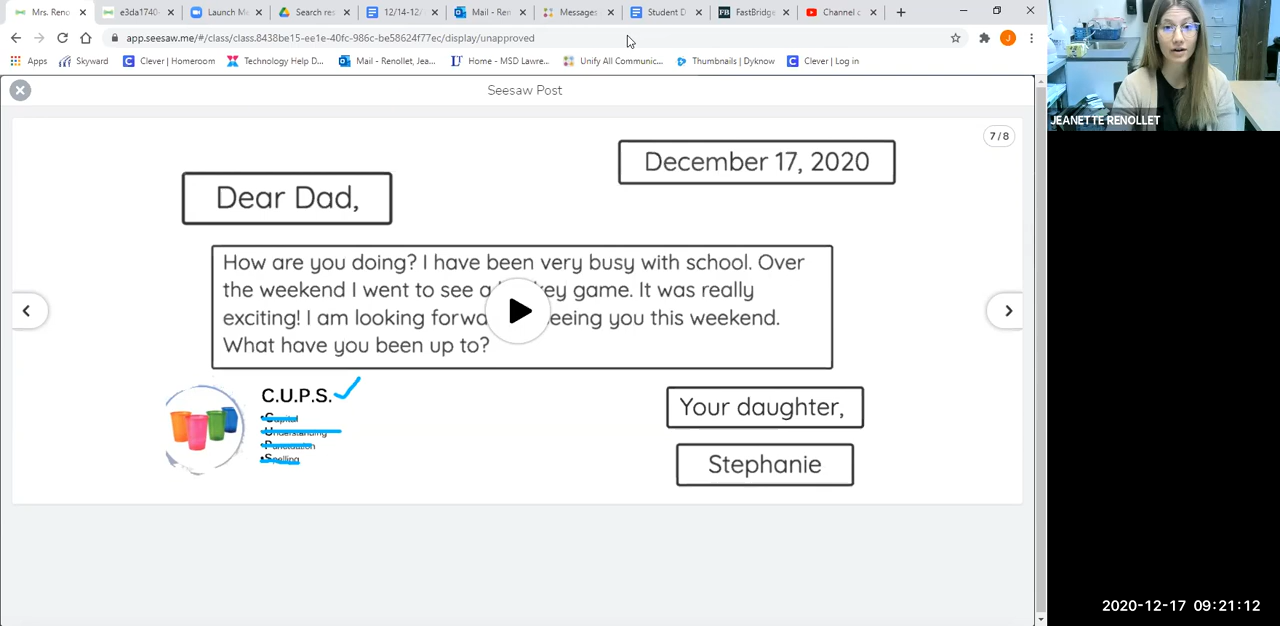 Mrs. Reno
e3da1740-
Launch Me
Search res
12/14-12/
Mail - Ren
Messages
Student D
FastBridge
Channel c
app.seesaw.me/#/class/class.8438be15-ee1e-40fc-986c-be58624f77ec/display/unapproved
Apps
Skyward
Clever | Homeroom
Technology Help D...
Mail - Renollet, Jea...
Home - MSD Lawre...
Unify All Communic...
Thumbnails | Dyknow
Clever | Log in
Seesaw Post
JEANETTE RENOLLET
7 / 8
December 17, 2020
Dear Dad,
How are you doing? I have been very busy with school. Over
the weekend I went to see a game. It was really
exciting! I am looking you this weekend.
What have you been up to?
C.U.P.S.
•Capital
•Understanding
•Punctuation
•Spelling
Your daughter,
Stephanie
2020-12-17 09:21:12